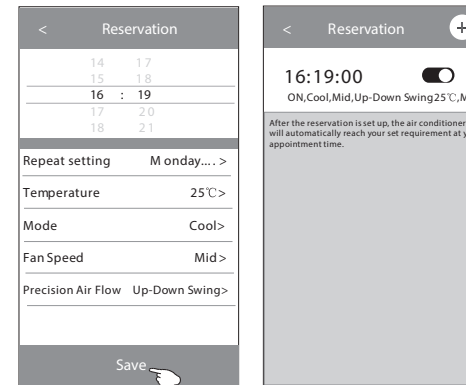 < Reservation
14 17
15 18
16 : 19
17 20
18 21
Repeat setting Monday.... >
Temperature 25℃>
Mode Cool>
Fan Speed Mid>
Precision Air Flow Up-Down Swing>
Save
< Reservation +
16:19:00
ON,Cool,Mid,Up-Down Swing25℃,M
After the reservation is set up, the air conditioner
will automatically reach your set requirement at
appointment time.